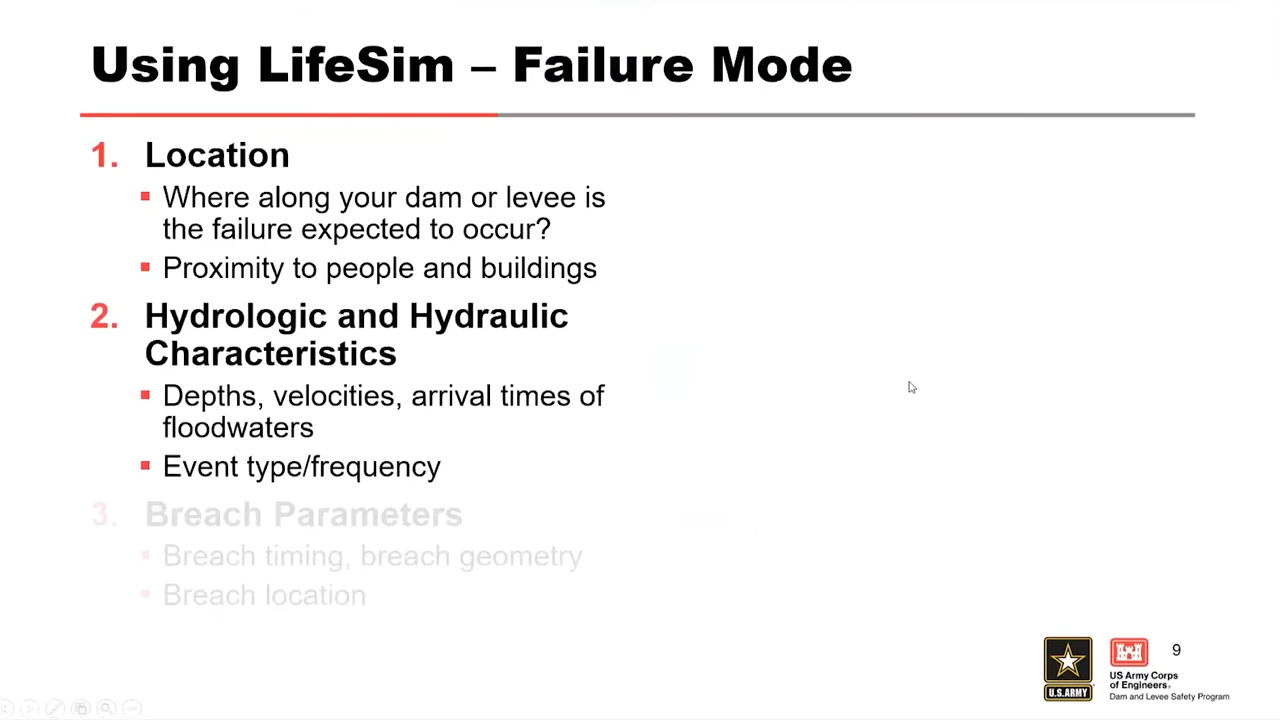 Using LifeSim – Failure Mode
1. Location
▪ Where along your dam or levee is
the failure expected to occur?
▪ Proximity to people and buildings
2. Hydrologic and Hydraulic
Characteristics
▪ Depths, velocities, arrival times of
floodwaters
▪ Event type/frequency
3. Breach Parameters
▪ Breach timing, breach geometry
▪ Breach location
9
U.S.ARMY
US Army Corps
of Engineers®
Dam and Levee Safety Program